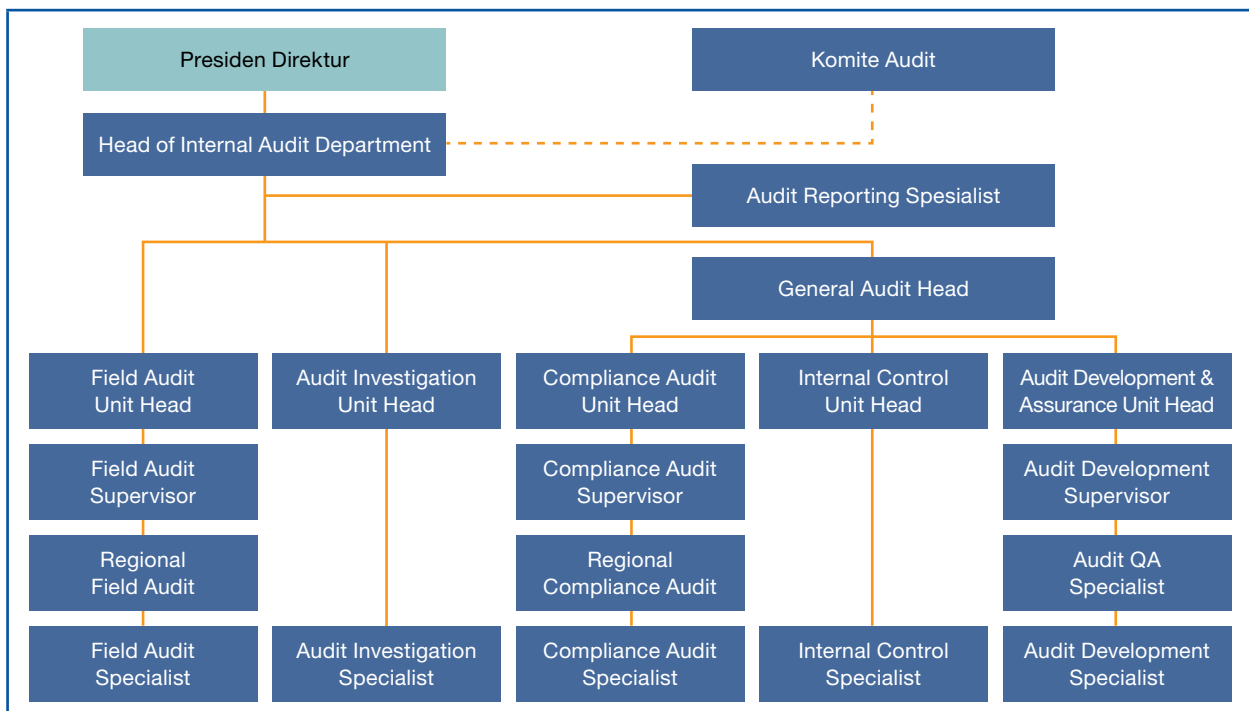 Presiden Direktur
Komite Audit
Head of Internal Audit Department
Audit Reporting Spesialist
General Audit Head
Field Audit
Unit Head
Audit Investigation
Unit Head
Compliance Audit
Unit Head
Internal Control
Unit Head
Audit Development &
Assurance Unit Head
Field Audit
Supervisor
Compliance Audit
Supervisor
Audit Development
Supervisor
Regional
Field Audit
Regional
Compliance Audit
Audit QA
Specialist
Field Audit
Specialist
Audit Investigation
Specialist
Compliance Audit
Specialist
Internal Control
Specialist
Audit Development
Specialist